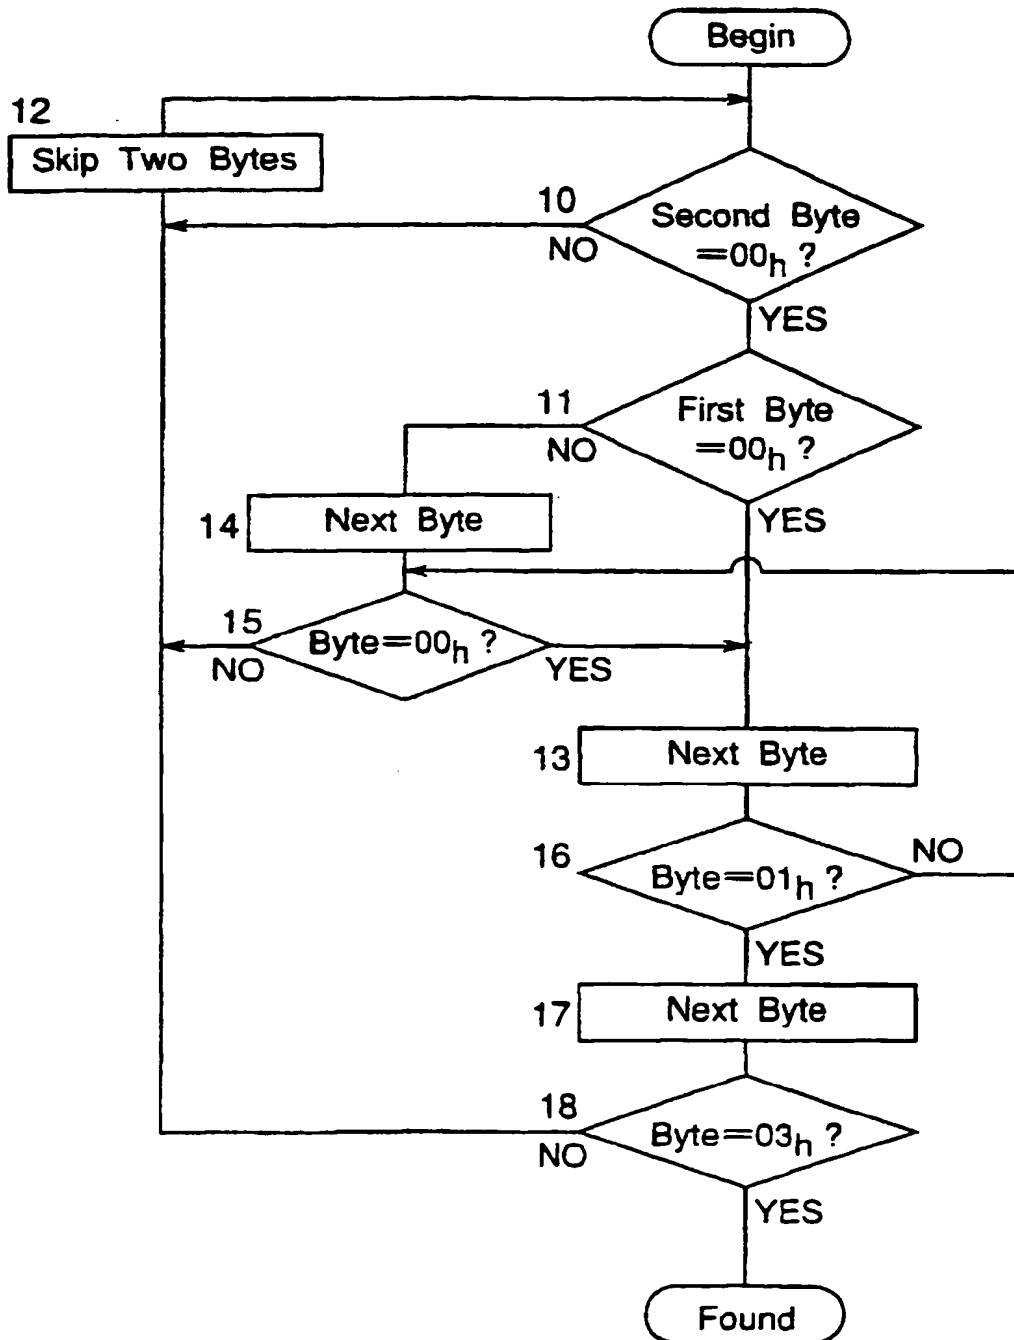 Begin
12
Skip Two Bytes
10
Second Byte
=00h ?
NO
YES
11
First Byte
=00h ?
NO
YES
14
Next Byte
15
Byte=00h ?
NO
YES
13
Next Byte
16
Byte=01h ?
NO
YES
17
Next Byte
18
Byte=03h ?
NO
YES
Found